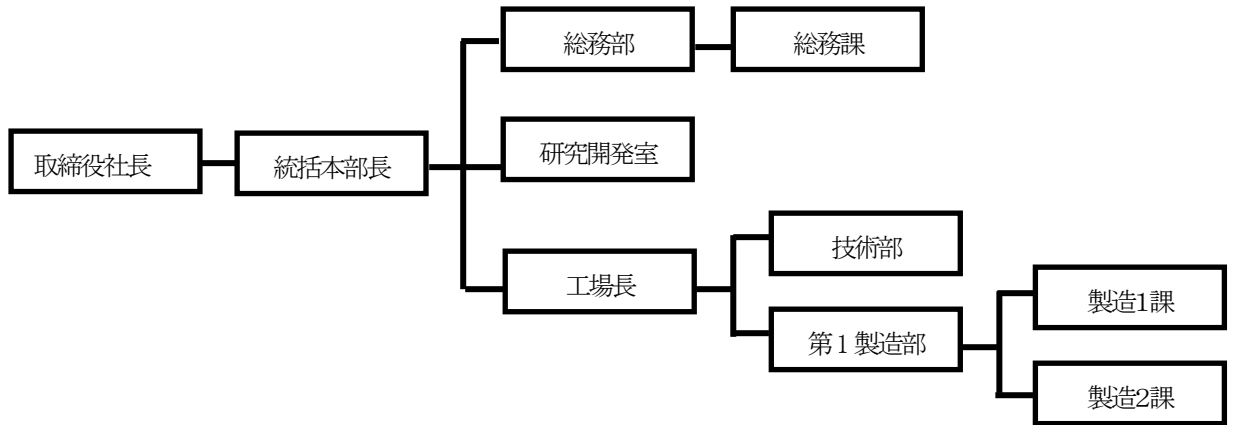 総務部
総務課
取締役社長
統括本部長
研究開発室
工場長
技術部
第１製造部
製造1課
製造2課